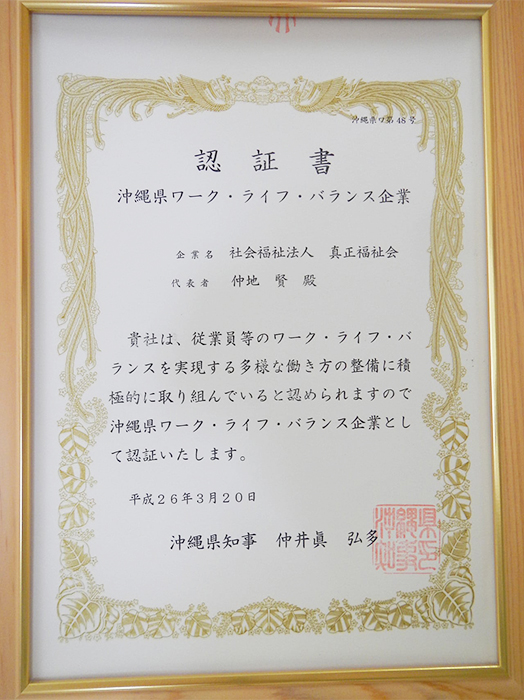 沖縄県ワ第48号
認証書
沖縄県ワーク・ライフ・バランス企業
企業名 社会福祉法人 真正福祉会
代表者 仲地 賢 殿
貴社は、従業員等のワーク・ライフ・バ
ランスを実現する多様な働き方の整備に積
極的に取り組んでいると認められますので
沖縄県ワーク・ライフ・バランス企業とし
て認証いたします。
平成26年3月20日
沖縄県知事 仲井眞 弘多